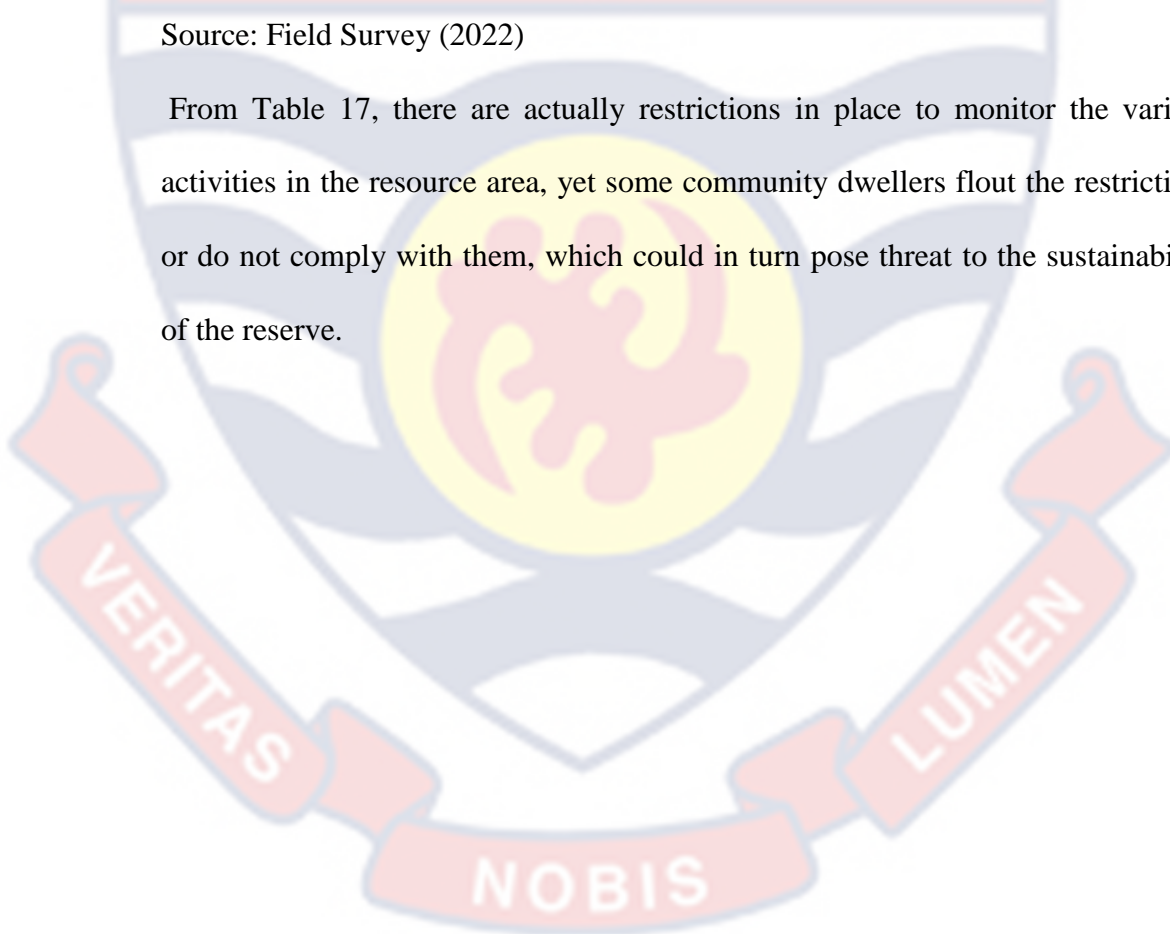 Source: Field Survey (2022)
From Table 17, there are actually restrictions in place to monitor the vari
activities in the resource area, yet some community dwellers flout the restricti
or do not comply with them, which could in turn pose threat to the sustainabi
of the reserve.
VERITAS
NOBIS
LUMEN